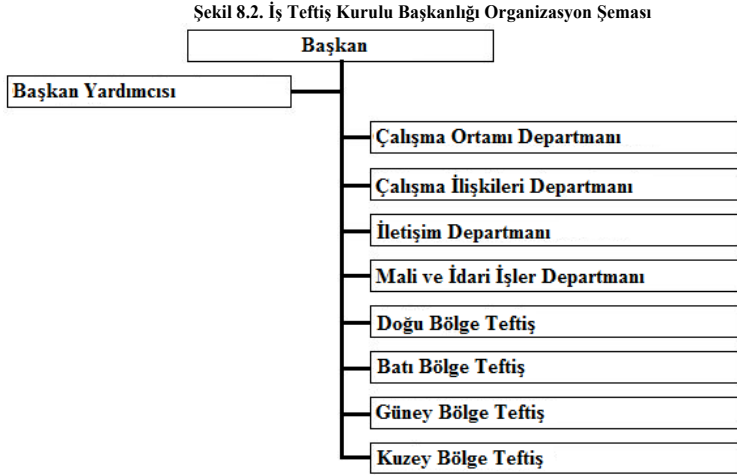 Şekil 8.2. İş Teftiş Kurulu Başkanlığı Organizasyon Şeması
Başkan
Başkan Yardımcısı
Çalışma Ortamı Departmanı
Çalışma İlişkileri Departmanı
İletişim Departmanı
Mali ve İdari İşler Departmanı
Doğu Bölge Teftiş
Batı Bölge Teftiş
Güney Bölge Teftiş
Kuzey Bölge Teftiş